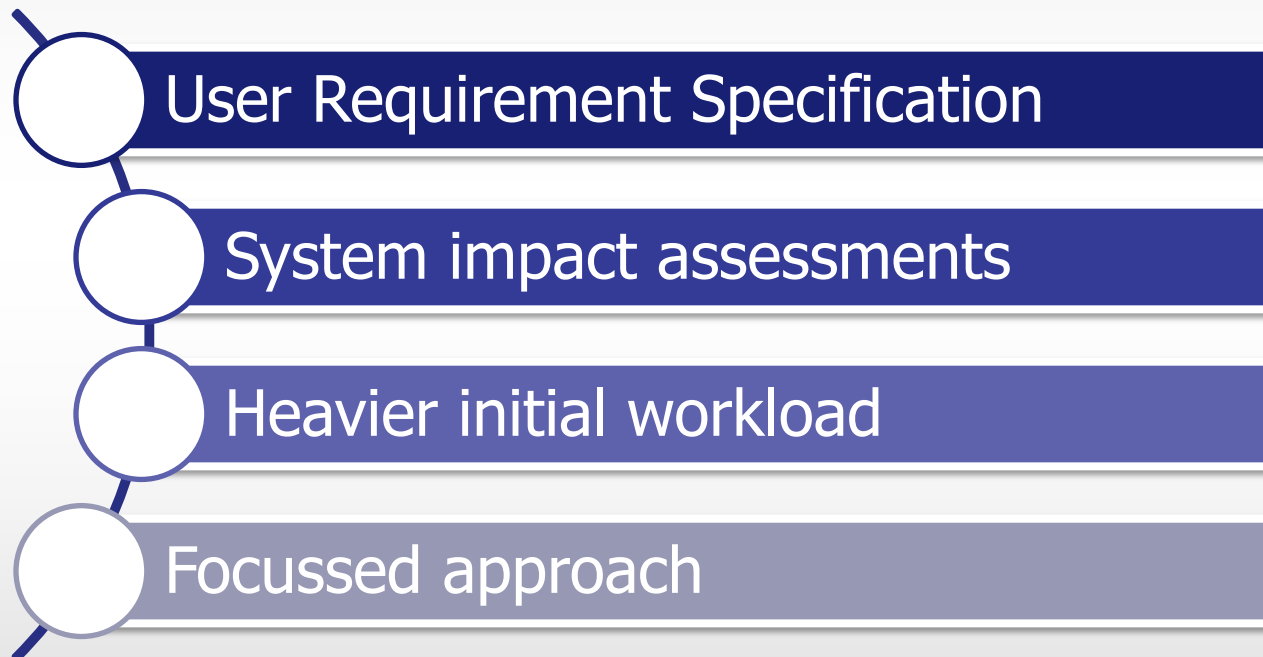 User Requirement Specification
System impact assessments
Heavier initial workload
Focussed approach